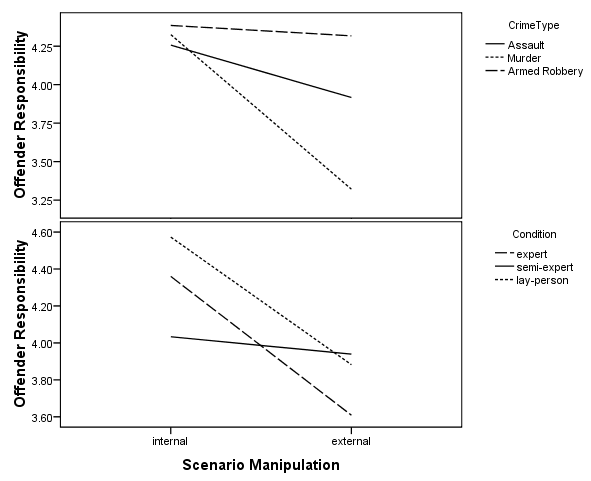 Offender Responsibility
4.25
4.00
3.75
3.50
3.25
CrimeType
Assault
Murder
Armed Robbery
Offender Responsibility
4.60
4.40
4.20
4.00
3.80
3.60
Condition
expert
semi-expert
lay-person
internal
external
Scenario Manipulation